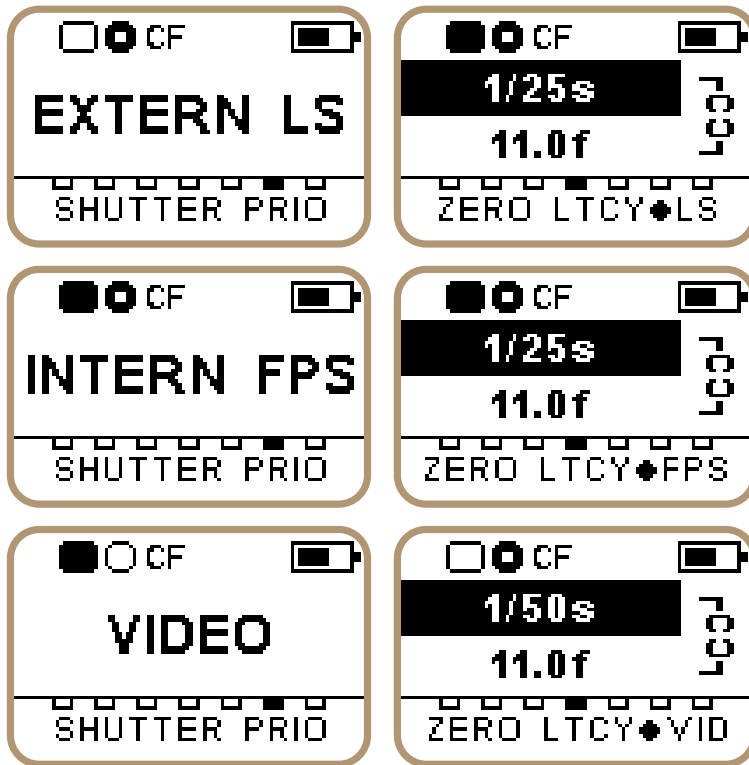 CF
EXTERN LS
SHUTTER PRIO
CF
1/25s
11.0f
ZERO LTCY◆LS
CF
INTERN FPS
SHUTTER PRIO
CF
1/25s
11.0f
ZERO LTCY◆FPS
CF
VIDEO
SHUTTER PRIO
CF
1/50s
11.0f
ZERO LTCY◆VID